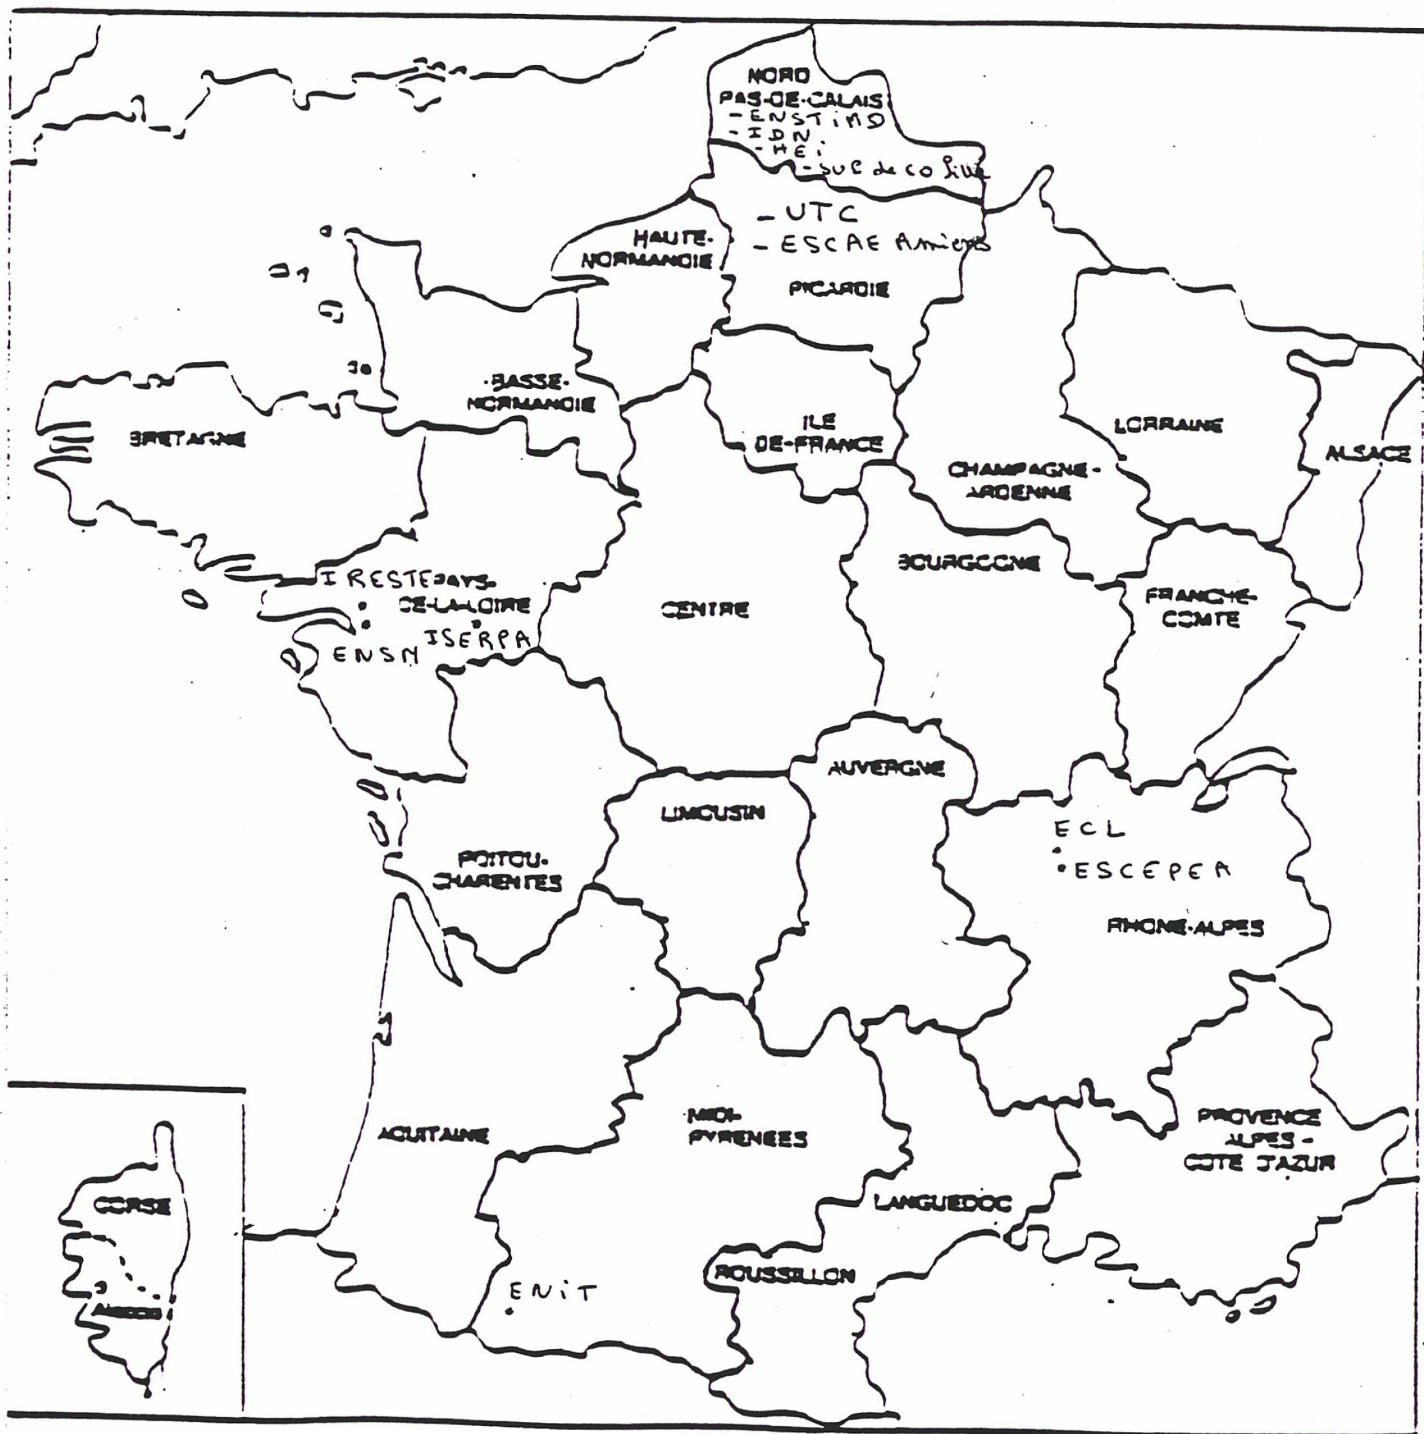 NORD
PAS-DE-CALAIS
- ENSTIMD
- IDN
- HEI
- SUP de CO Lille
- UTC
- ESCAE Amiens
PICARDIE
HAUTE-
NORMANDIE
BASSE-
NORMANDIE
BRETAGNE
ILE
DE-FRANCE
CHAMPAGNE-
ARDENNE
LORRAINE
ALSACE
IRESTE
PAYS-
DE-LA-LOIRE
ENSM
ISERPA
CENTRE
BOURGOGNE
FRANCHE-
COMTE
POITOU-
CHARENTES
LIMOUSIN
AUVERGNE
ECL
ESCEPEA
RHONE-ALPES
AQUITAINE
MIDI-
PYRENEES
LANGUEDOC
ROUSSILLON
PROVENCE
ALPES-
COTE D'AZUR
ENIT
CORSE
AJACCIO